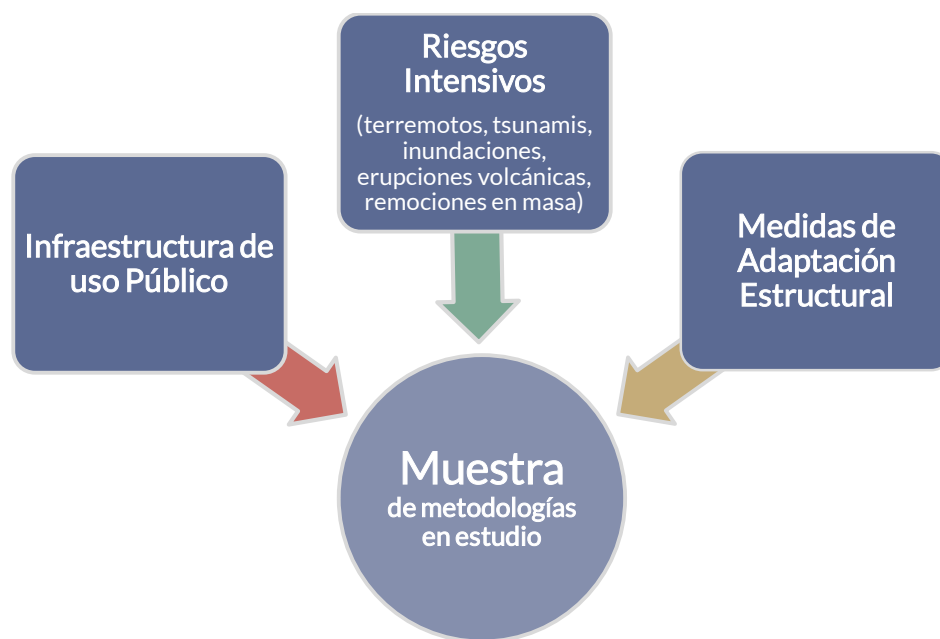 Riesgos
Intensivos
(terremotos, tsunamis,
inundaciones,
erupciones volcánicas,
remociones en masa)
Infraestructura de
uso Público
Medidas de
Adaptación
Estructural
Muestra
de metodologías
en estudio